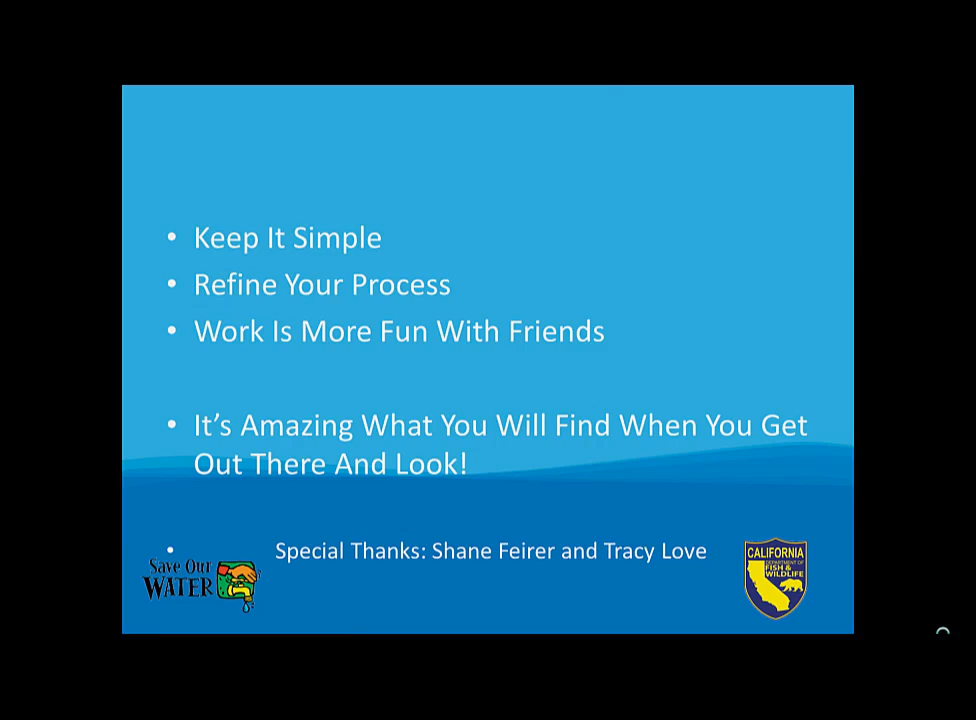 • Keep It Simple
• Refine Your Process
• Work Is More Fun With Friends
• It’s Amazing What You Will Find When You Get
Out There And Look!
• Special Thanks: Shane Feirer and Tracy Love
Save Our
WATER
CALIFORNIA
DEPARTMENT OF
FISH &
WILDLIFE